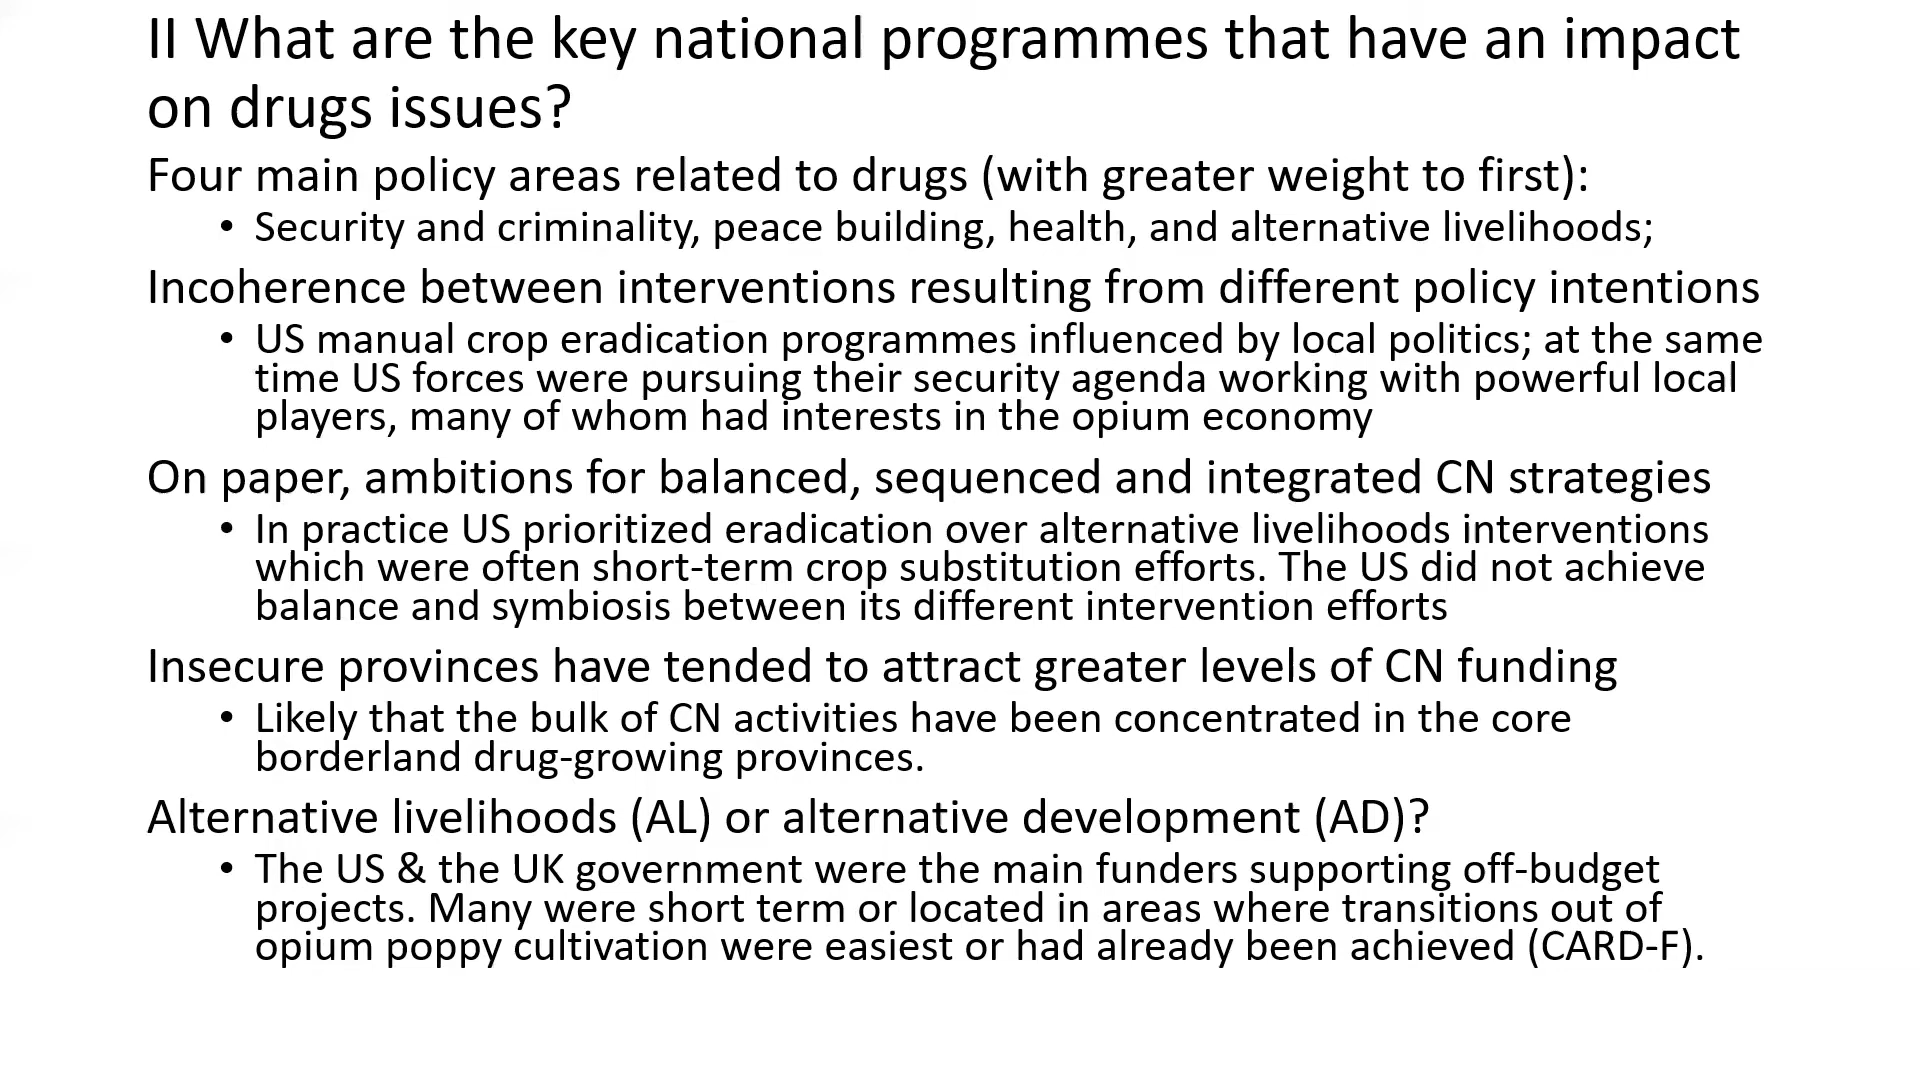 II What are the key national programmes that have an impact
on drugs issues?
Four main policy areas related to drugs (with greater weight to first):
• Security and criminality, peace building, health, and alternative livelihoods;
Incoherence between interventions resulting from different policy intentions
• US manual crop eradication programmes influenced by local politics; at the same
time US forces were pursuing their security agenda working with powerful local
players, many of whom had interests in the opium economy
On paper, ambitions for balanced, sequenced and integrated CN strategies
• In practice US prioritized eradication over alternative livelihoods interventions
which were often short-term crop substitution efforts. The US did not achieve
balance and symbiosis between its different intervention efforts
Insecure provinces have tended to attract greater levels of CN funding
• Likely that the bulk of CN activities have been concentrated in the core
borderland drug-growing provinces.
Alternative livelihoods (AL) or alternative development (AD)?
• The US & the UK government were the main funders supporting off-budget
projects. Many were short term or located in areas where transitions out of
opium poppy cultivation were easiest or had already been achieved (CARD-F).